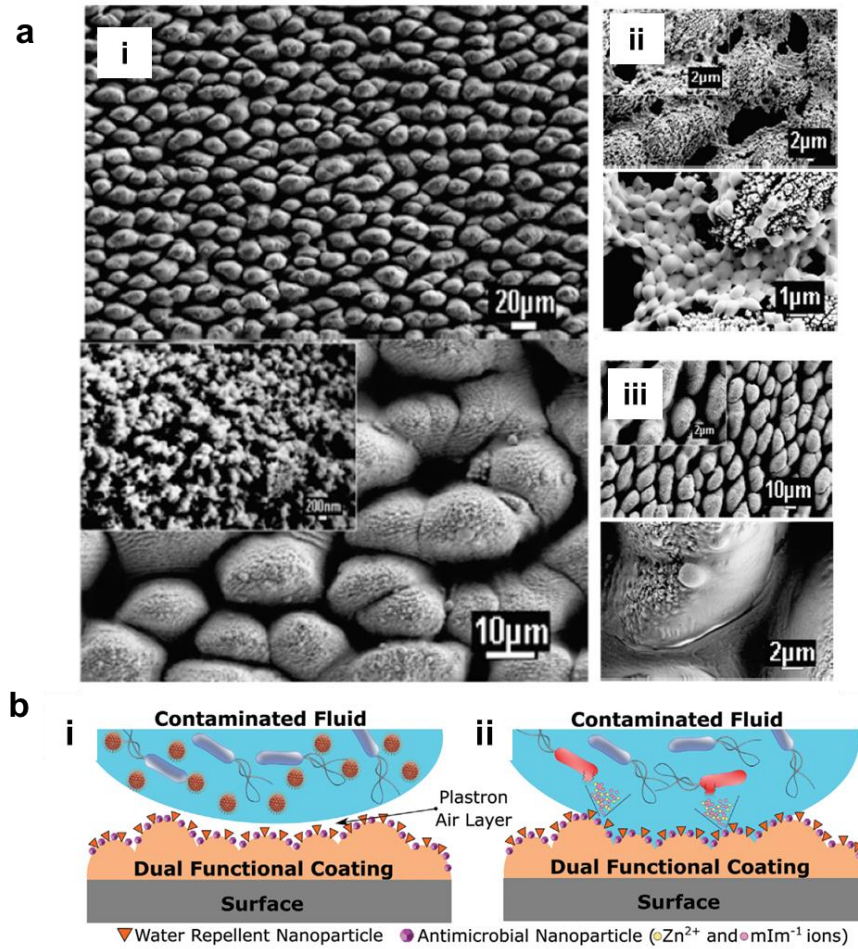 a
i
20µm
200nm
10µm
ii
2µm
2µm
1µm
iii
2µm
10µm
2µm
b
i
Contaminated Fluid
Plastron
Air Layer
Dual Functional Coating
Surface
ii
Contaminated Fluid
Dual Functional Coating
Surface
Water Repellent Nanoparticle Antimicrobial Nanoparticle (Zn²⁺ and mIm⁻¹ ions)